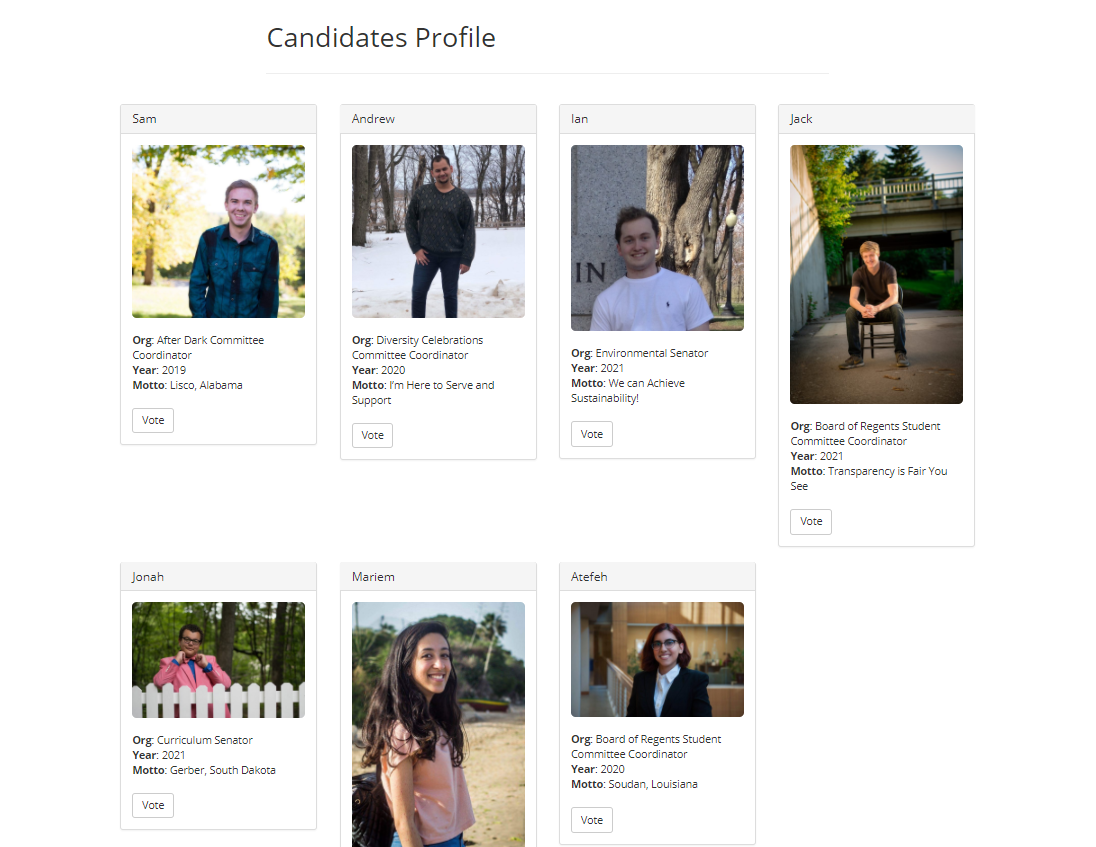 Candidates Profile
Sam
Andrew
Ian
Jack
IN
Org: After Dark Committee
Coordinator
Year: 2019
Motto: Lisco, Alabama
Vote
Org: Diversity Celebrations
Committee Coordinator
Year: 2020
Motto: I'm Here to Serve and
Support
Vote
Org: Environmental Senator
Year: 2021
Motto: We can Achieve
Sustainability!
Vote
Org: Board of Regents Student
Committee Coordinator
Year: 2021
Motto: Transparency is Fair You
See
Vote
Jonah
Mariem
Atefeh
Org: Curriculum Senator
Year: 2021
Motto: Gerber, South Dakota
Vote
Org: Board of Regents Student
Committee Coordinator
Year: 2020
Motto: Soudan, Louisiana
Vote